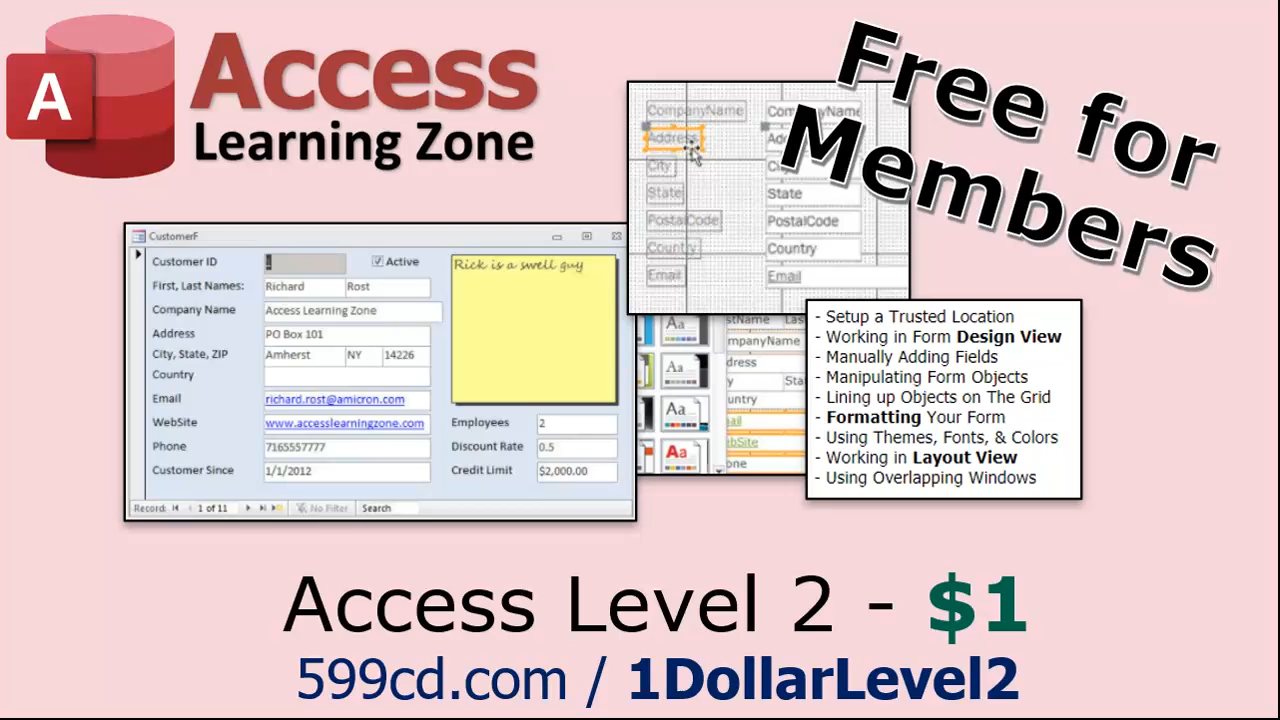 A
Access
Learning Zone
Free for
Members
CompanyName CompanyName
Address
City
State State
PostalCode PostalCode
Country Country
Email Email
CustomerF
Customer ID Active
First, Last Names: Richard Rost
Company Name Access Learning Zone
Address PO Box 101
City, State, ZIP Amherst NY 14226
Country
Email richard.rost@amicron.com
WebSite www.accesslearningzone.com
Phone 7165557777
Customer Since 1/1/2012
Rick is a swell guy
Employees 2
Discount Rate 0.5
Credit Limit $2,000.00
Record: 1 of 11 No Filter Search
Aa
Aa
Aa
Aa
- Setup a Trusted Location
- Working in Form Design View
- Manually Adding Fields
- Manipulating Form Objects
- Lining up Objects on The Grid
- Formatting Your Form
- Using Themes, Fonts, & Colors
- Working in Layout View
- Using Overlapping Windows
Access Level 2 - $1
599cd.com / 1DollarLevel2